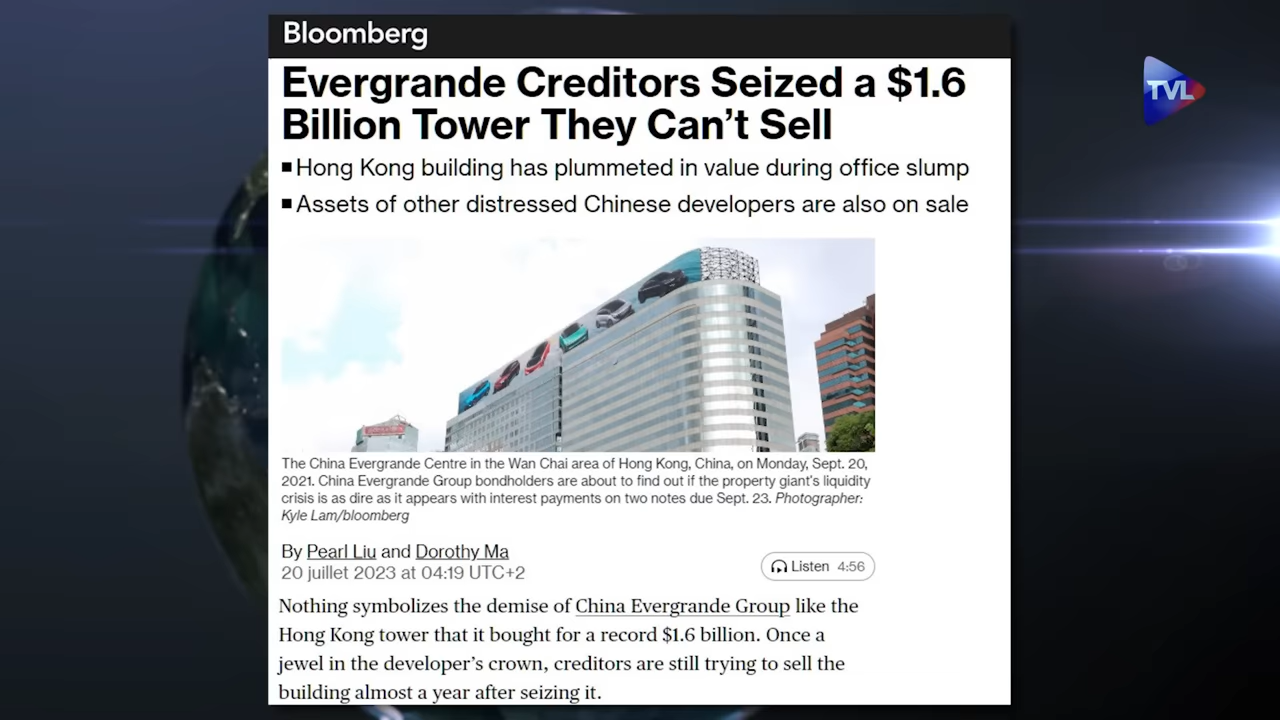 Bloomberg
Evergrande Creditors Seized a $1.6
Billion Tower They Can't Sell
Hong Kong building has plummeted in value during office slump
Assets of other distressed Chinese developers are also on sale
TVL
The China Evergrande Centre in the Wan Chai area of Hong Kong, China, on Monday, Sept. 20,
2021. China Evergrande Group bondholders are about to find out if the property giant's liquidity
crisis is as dire as it appears with interest payments on two notes due Sept. 23. Photographer:
Kyle Lam/bloomberg
By Pearl Liu and Dorothy Ma
20 juillet 2023 at 04:19 UTC+2
Listen 4:56
Nothing symbolizes the demise of China Evergrande Group like the
Hong Kong tower that it bought for a record $1.6 billion. Once a
jewel in the developer's crown, creditors are still trying to sell the
building almost a year after seizing it.